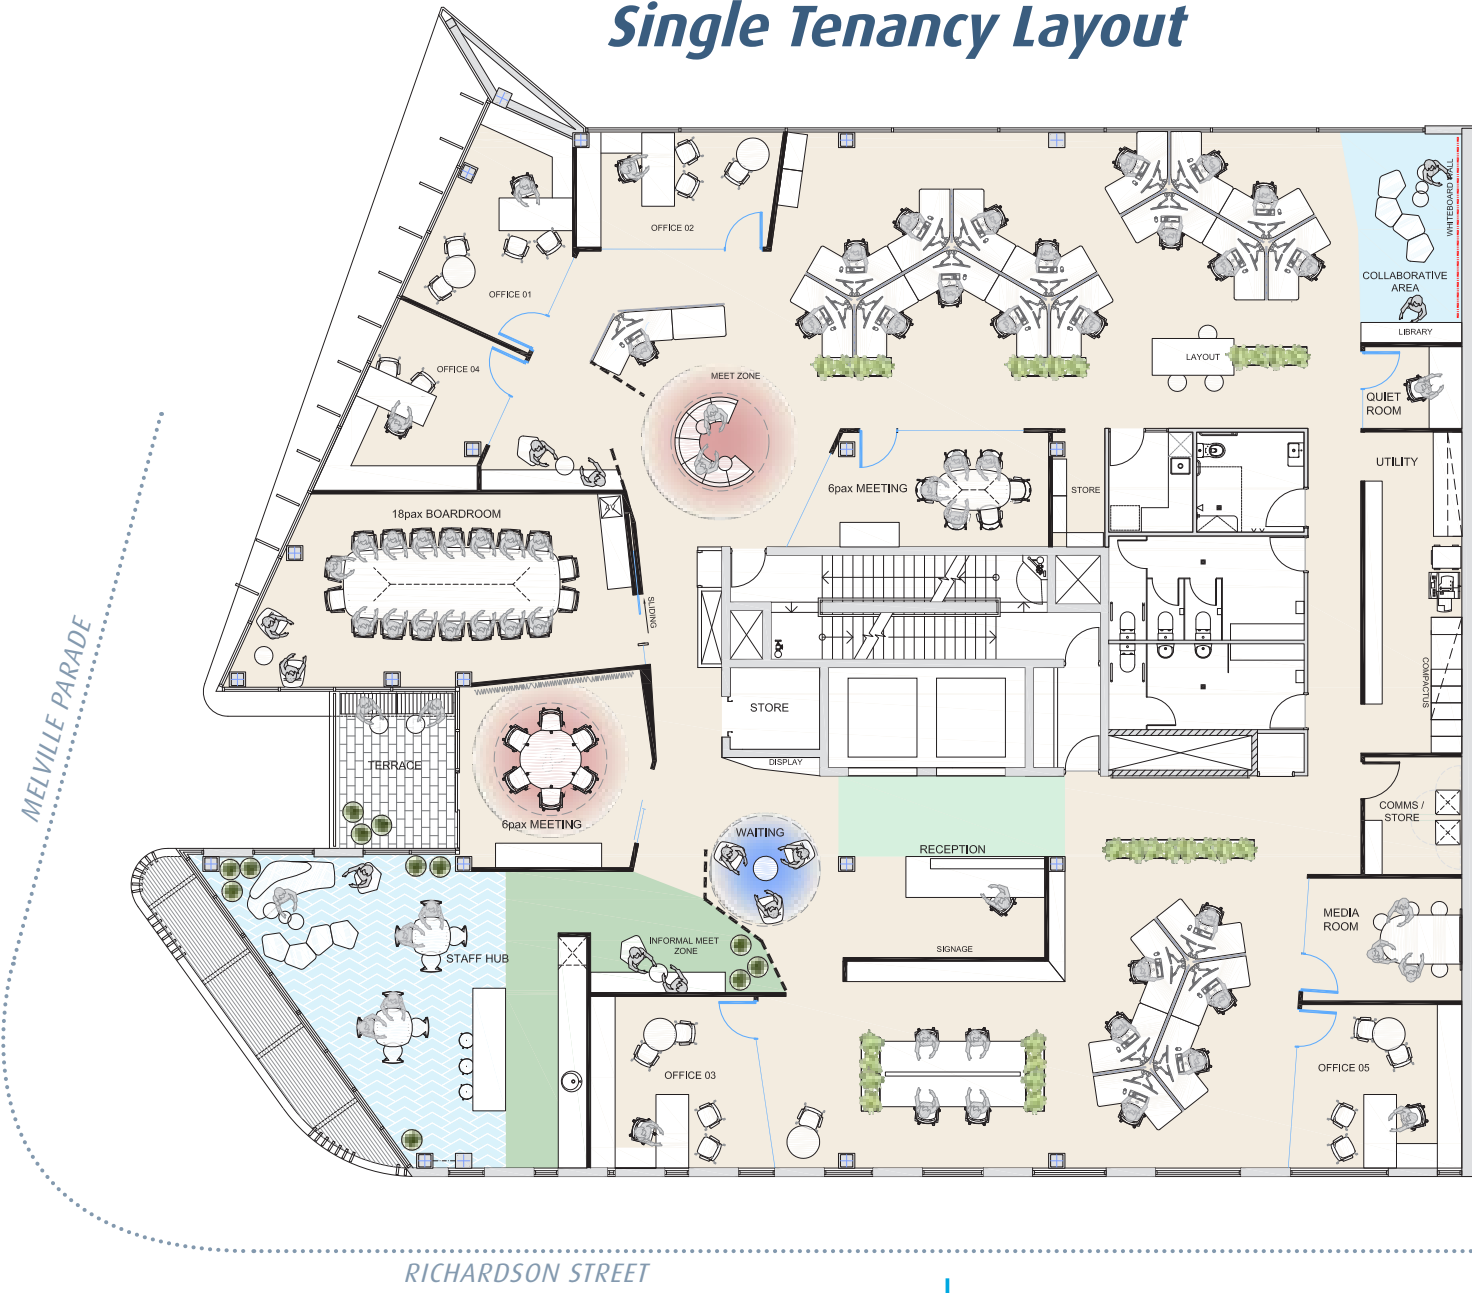 Single Tenancy Layout
WHITEBOARD WALL
OFFICE 02
OFFICE 01
COLLABORATIVE
AREA
LIBRARY
LAYOUT
OFFICE 04
MEET ZONE
QUIET
ROOM
UTILITY
6pax MEETING
STORE
18pax BOARDROOM
AV
SLIDING
COMPACTUS
MELVILLE PARADE
STORE
DISPLAY
TERRACE
6pax MEETING
WAITING
RECEPTION
COMMS /
STORE
MEDIA
ROOM
INFORMAL MEET
ZONE
SIGNAGE
STAFF HUB
OFFICE 03
OFFICE 05
RICHARDSON STREET